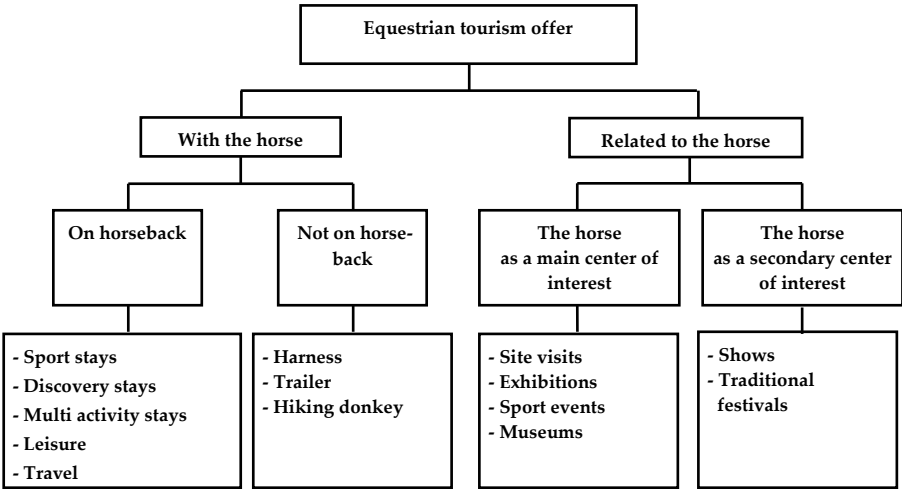 Equestrian tourism offer
With the horse
Related to the horse
On horseback
Not on horse-
back
The horse
as a main center of
interest
The horse
as a secondary center
of interest
- Sport stays
- Discovery stays
- Multi activity stays
- Leisure
- Travel
- Harness
- Trailer
- Hiking donkey
- Site visits
- Exhibitions
- Sport events
- Museums
- Shows
- Traditional
festivals